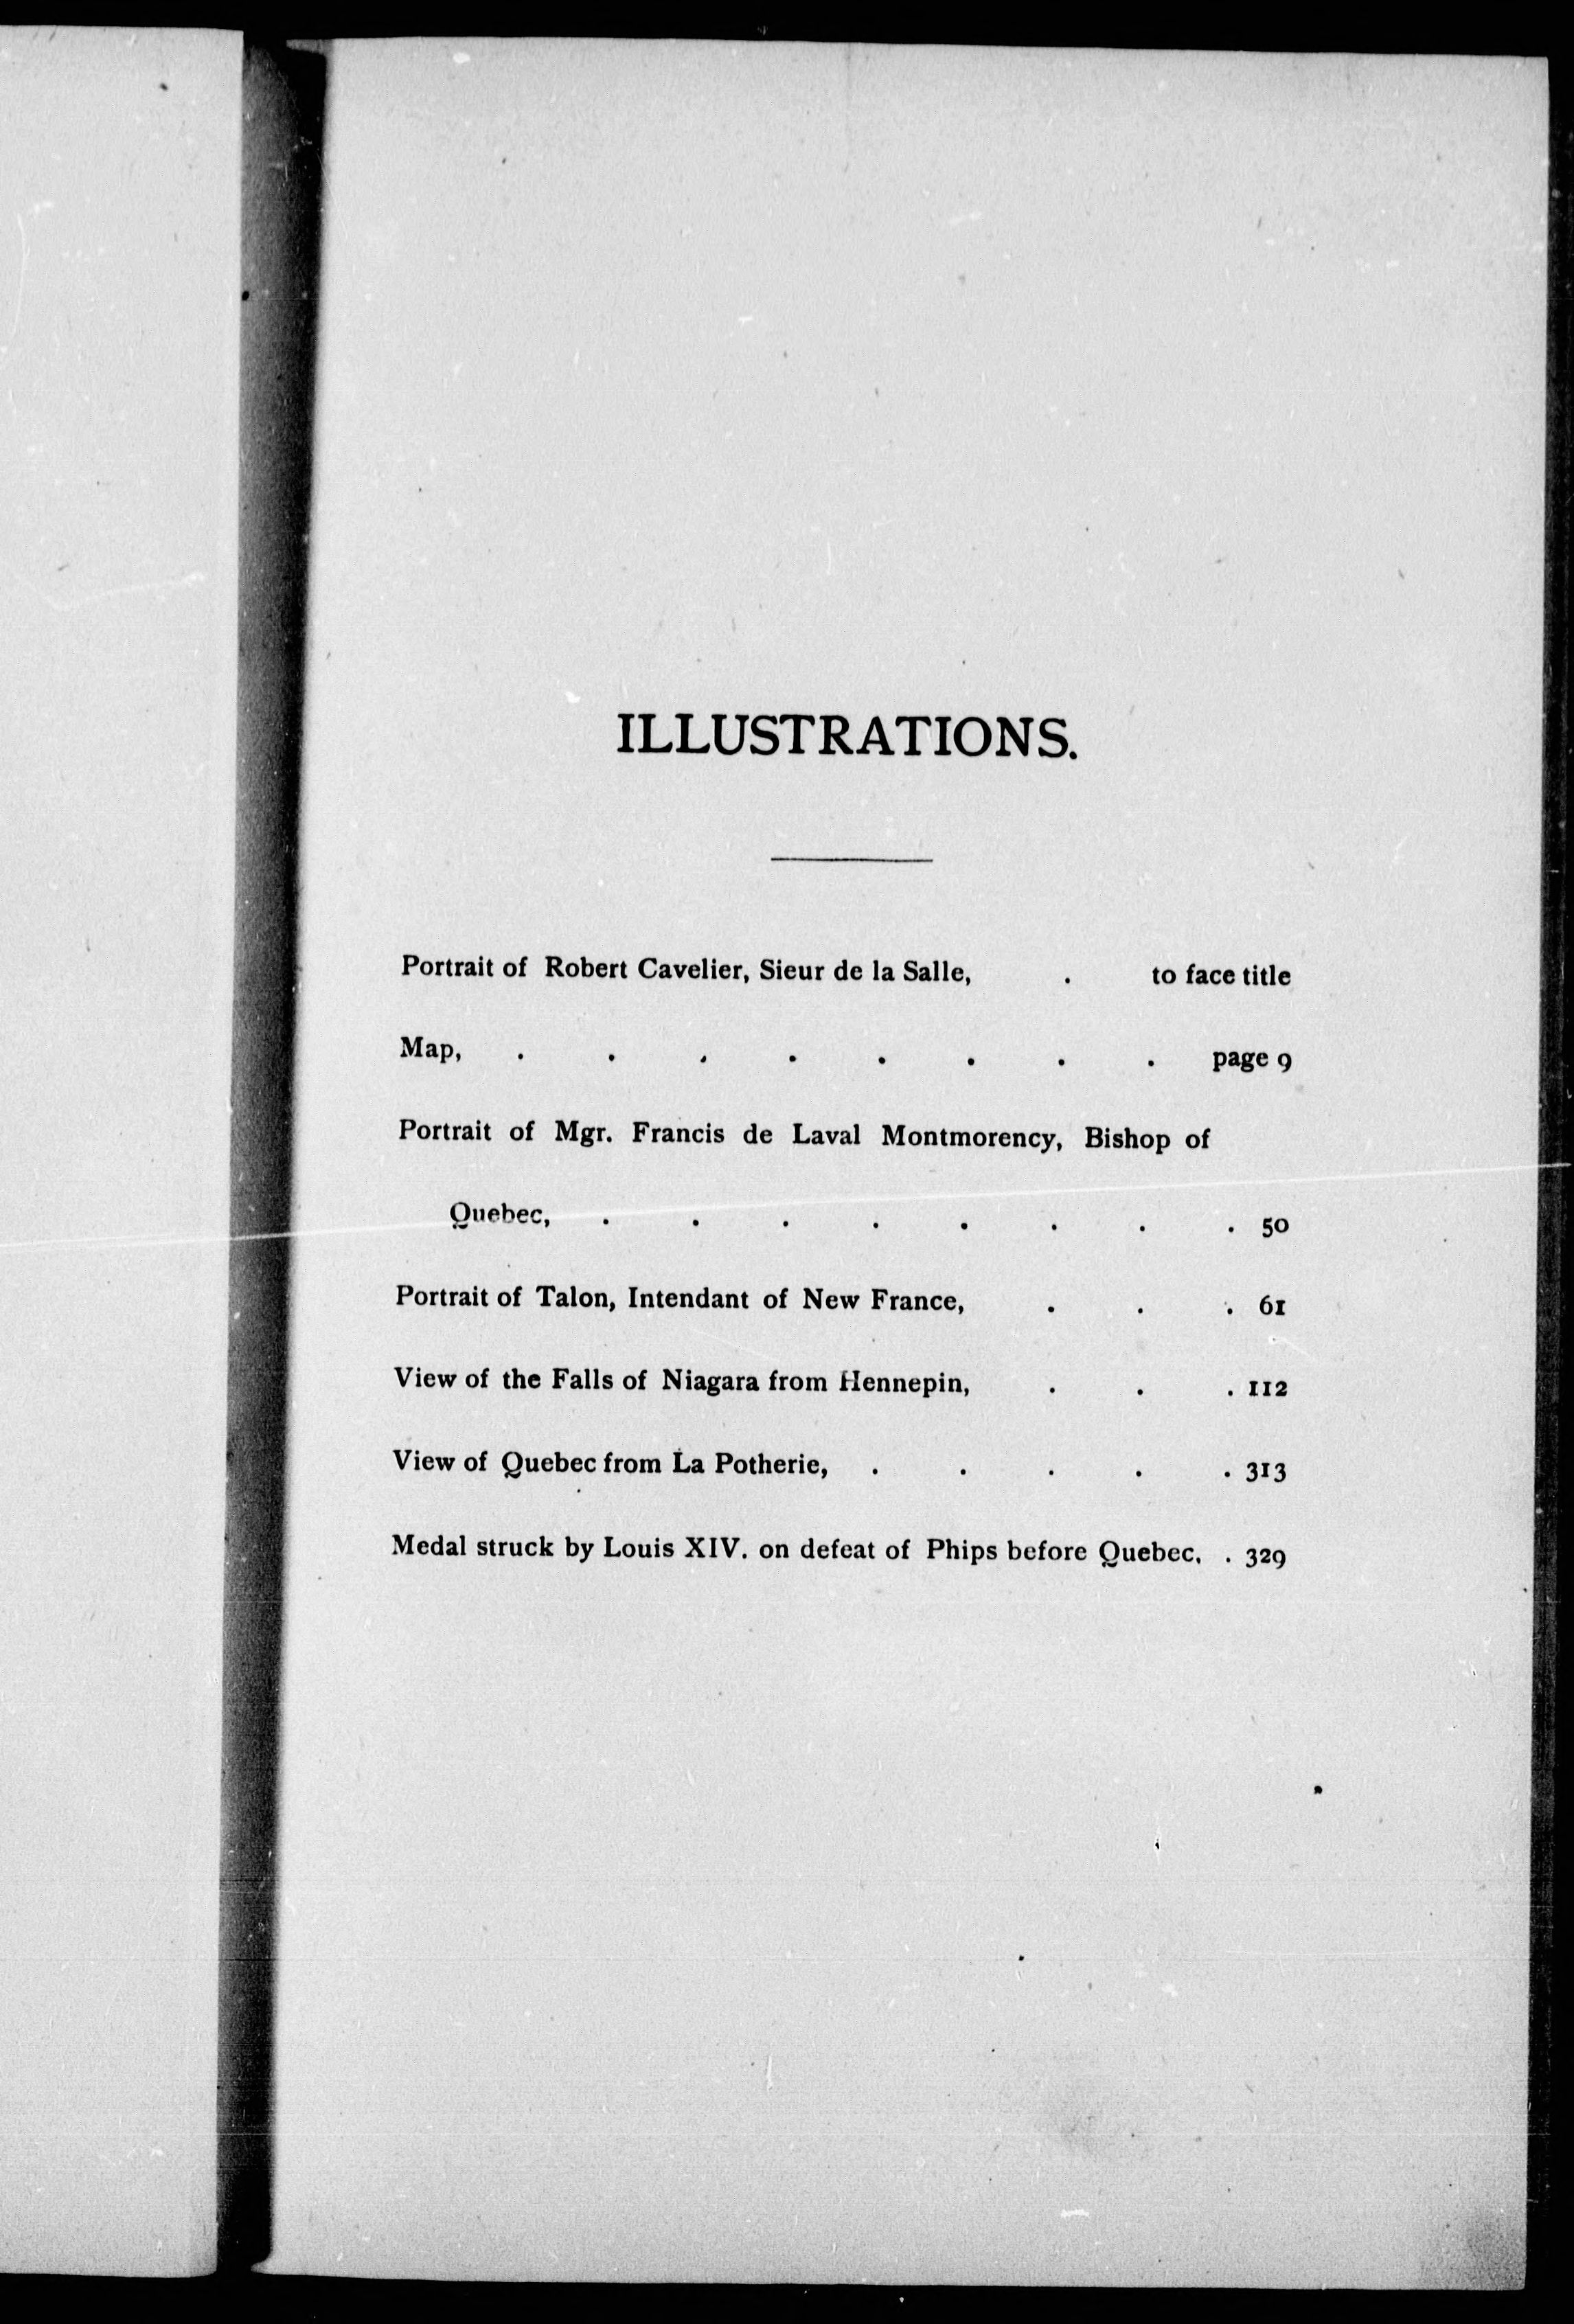 ILLUSTRATIONS.
Portrait of Robert Cavelier, Sieur de la Salle, . to face title
Map, . . . . . . . . page 9
Portrait of Mgr. Francis de Laval Montmorency, Bishop of
Quebec, . . . . . . . . 50
Portrait of Talon, Intendant of New France, . . . 61
View of the Falls of Niagara from Hennepin, . . . 112
View of Quebec from La Potherie, . . . . . 313
Medal struck by Louis XIV. on defeat of Phips before Quebec, . 329